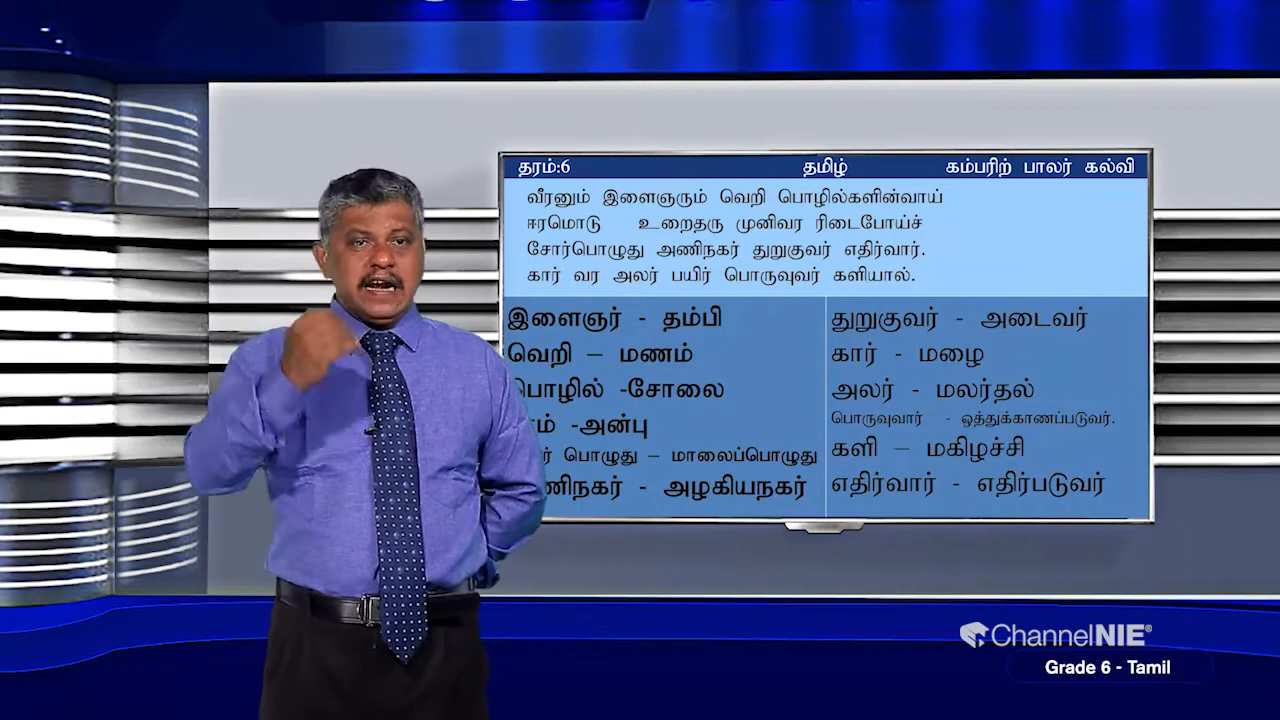 தரம்:6 தமிழ் கம்பரிற் பாலர் கல்வி
வீரனும் இளைஞரும் வெறி பொழில்களின்வாய்
ஈரமொடு உறைதரு முனிவர ரிடைபோய்ச்
சோர்பொழுது அணிநகர் துறுகுவர் எதிர்வார்.
கார் வர அலர் பயிர் பொருவுவர் களியால்.
இளைஞர் - தம்பி
வெறி – மணம்
பொழில் -சோலை
-அன்பு
பொழுது – மாலைப்பொழுது
- அழகியநகர்
துறுகுவர் - அடைவர்
கார் - மழை
அலர் - மலர்தல்
பொருவுவார் - ஒத்துக்காணப்படுவர்.
களி – மகிழச்சி
எதிர்வார் - எதிர்படுவர்
ChannelNIE®
Grade 6 - Tamil